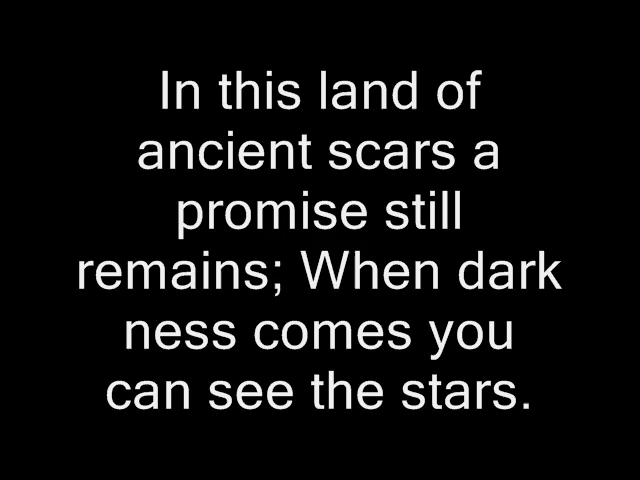 In this land of
ancient scars a
promise still
remains; When dark
ness comes you
can see the stars.